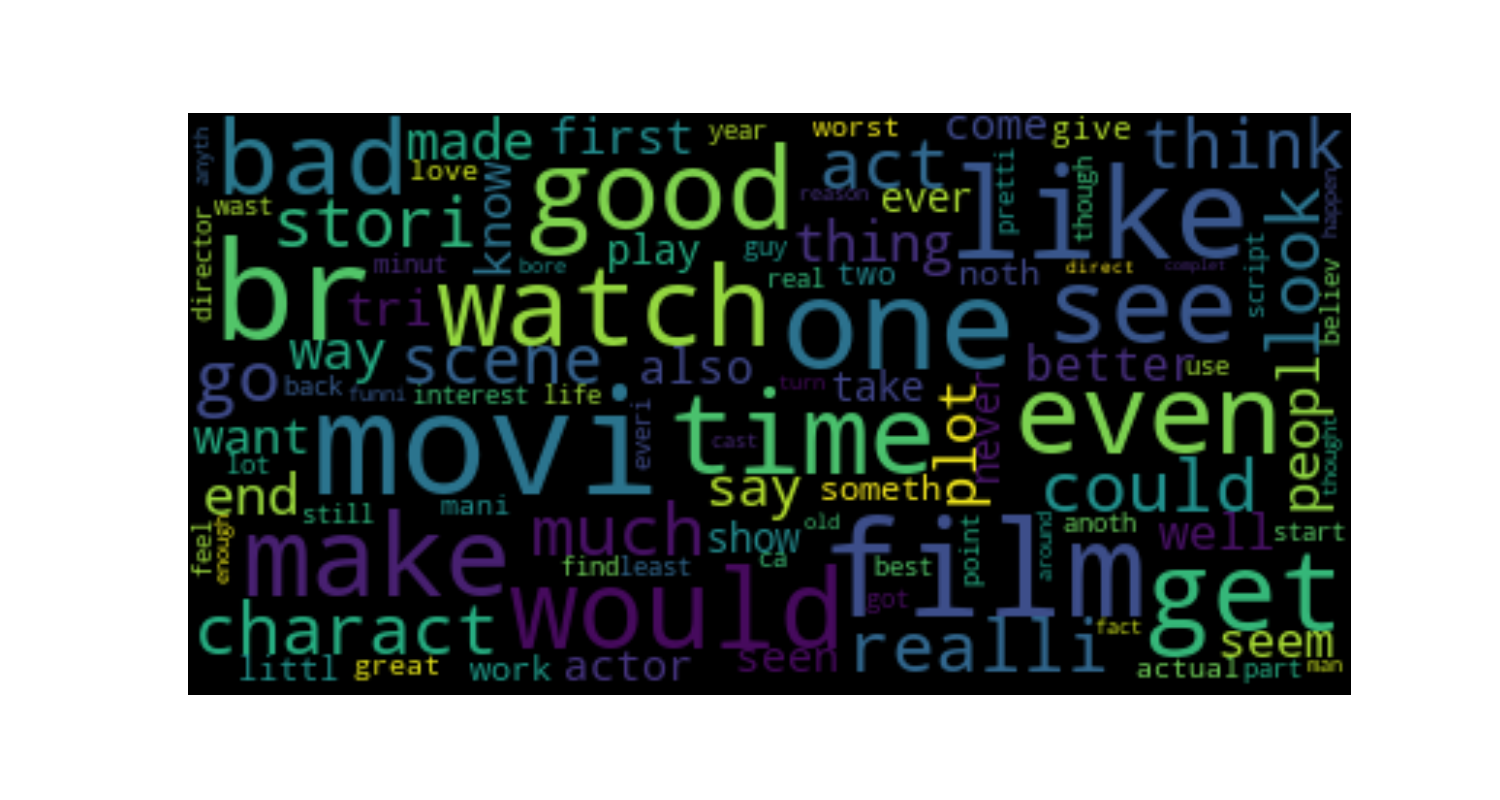 anyth
bad
made
love
first
year
worst
come
give
think
wast
stori
know
good
act
reason
ever
like
pretti
though
look
happen
director
br
minut
bore
play
guy
thing
real
two
noth
direct
complet
script
believ
tri
watch
one
see
way
scene
also
better
use
go
back
funni
interest
life
turn
take
want
lot
movi
everi
time
cast
plot
never
even
peopl
thought
end
still
mani
say
someth
could
feel
enough
make
much
show
old
ca
film
point
around
anoth
well
start
find
least
best
got
get
would
charact
realli
fact
seem
littl
great
work
actor
seen
actual
part
man